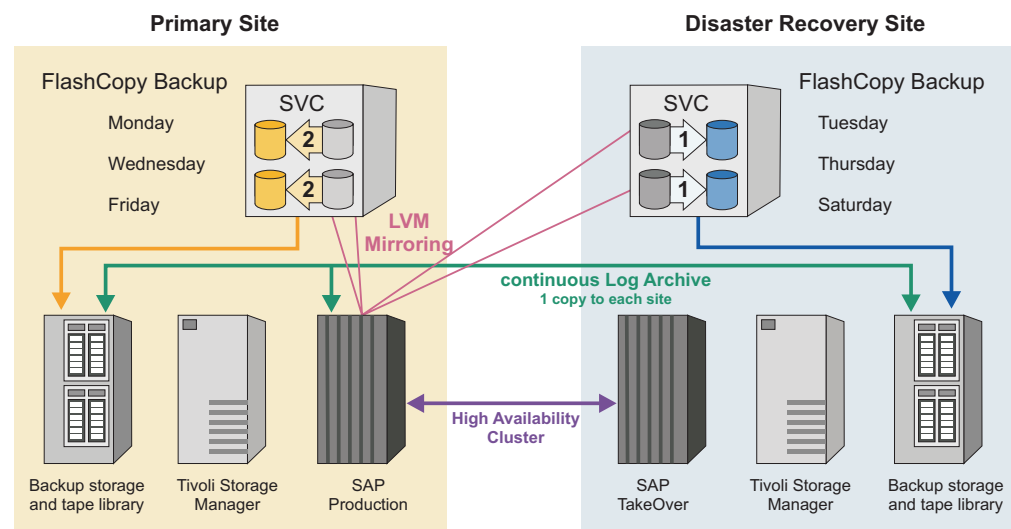 Primary Site
Disaster Recovery Site
FlashCopy Backup
SVC
Monday
Wednesday
Friday
2
2
SVC
FlashCopy Backup
1
1
Tuesday
Thursday
Saturday
LVM
Mirroring
continuous Log Archive
1 copy to each site
High Availability
Cluster
Backup storage
and tape library
Tivoli Storage
Manager
SAP
Production
SAP
TakeOver
Tivoli Storage
Manager
Backup storage
and tape library